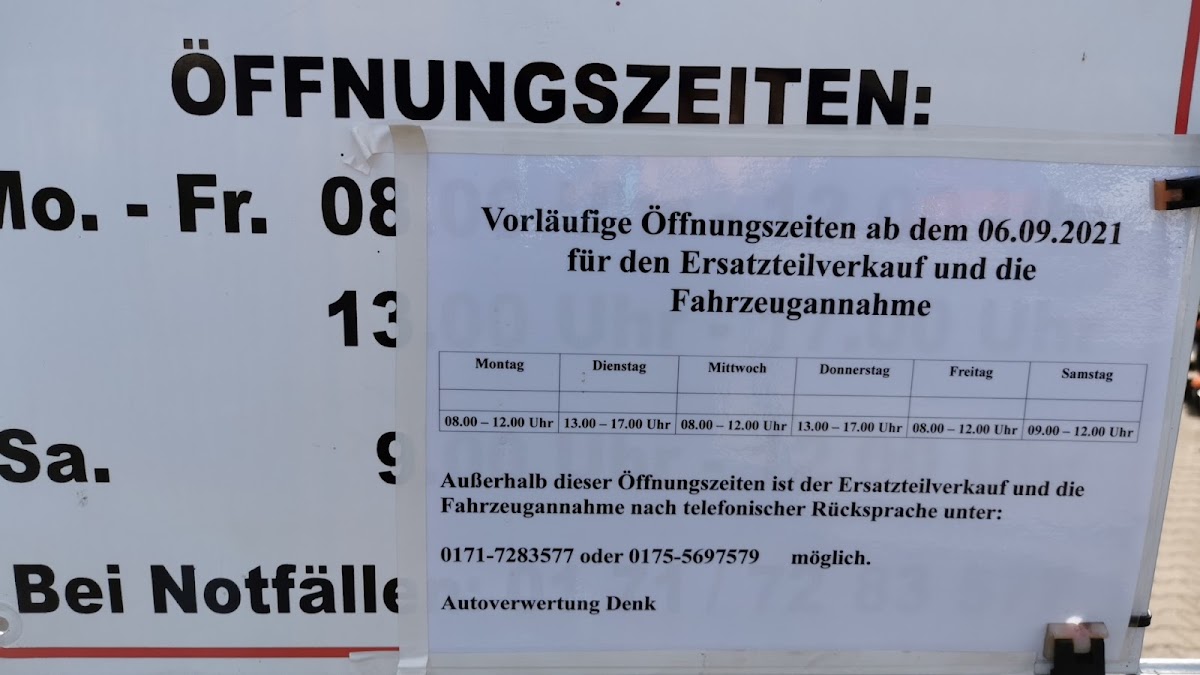 ÖFFNUNGSZEITEN:
Mo. - Fr. 08
13
Sa. 9
Bei Notfälle
Vorläufige Öffnungszeiten ab dem 06.09.2021
für den Ersatzteilverkauf und die
Fahrzeugannahme
Montag Dienstag Mittwoch Donnerstag Freitag Samstag
08.00 – 12.00 Uhr 13.00 – 17.00 Uhr 08.00 – 12.00 Uhr 13.00 – 17.00 Uhr 08.00 – 12.00 Uhr 09.00 – 12.00 Uhr
Außerhalb dieser Öffnungszeiten ist der Ersatzteilverkauf und die
Fahrzeugannahme nach telefonischer Rücksprache unter:
0171-7283577 oder 0175-5697579 möglich.
Autoverwertung Denk